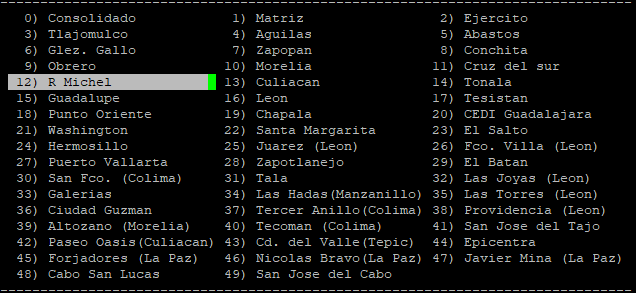 0) Consolidado 1) Matriz 2) Ejercito
3) Tlajomulco 4) Aguilas 5) Abastos
6) Glez. Gallo 7) Zapopan 8) Conchita
9) Obrero 10) Morelia 11) Cruz del sur
12) R Michel 13) Culiacan 14) Tonala
15) Guadalupe 16) Leon 17) Tesistan
18) Punto Oriente 19) Chapala 20) CEDI Guadalajara
21) Washington 22) Santa Margarita 23) El Salto
24) Hermosillo 25) Juarez (Leon) 26) Fco. Villa (Leon)
27) Puerto Vallarta 28) Zapotlanejo 29) El Batan
30) San Fco. (Colima) 31) Tala 32) Las Joyas (Leon)
33) Galerias 34) Las Hadas(Manzanillo) 35) Las Torres (Leon)
36) Ciudad Guzman 37) Tercer Anillo(Colima) 38) Providencia (Leon)
39) Altozano (Morelia) 40) Tecoman (Colima) 41) San Jose del Tajo
42) Paseo Oasis(Culiacan) 43) Cd. del Valle(Tepic) 44) Epicentra
45) Forjadores (La Paz) 46) Nicolas Bravo(La Paz) 47) Javier Mina (La Paz)
48) Cabo San Lucas 49) San Jose del Cabo